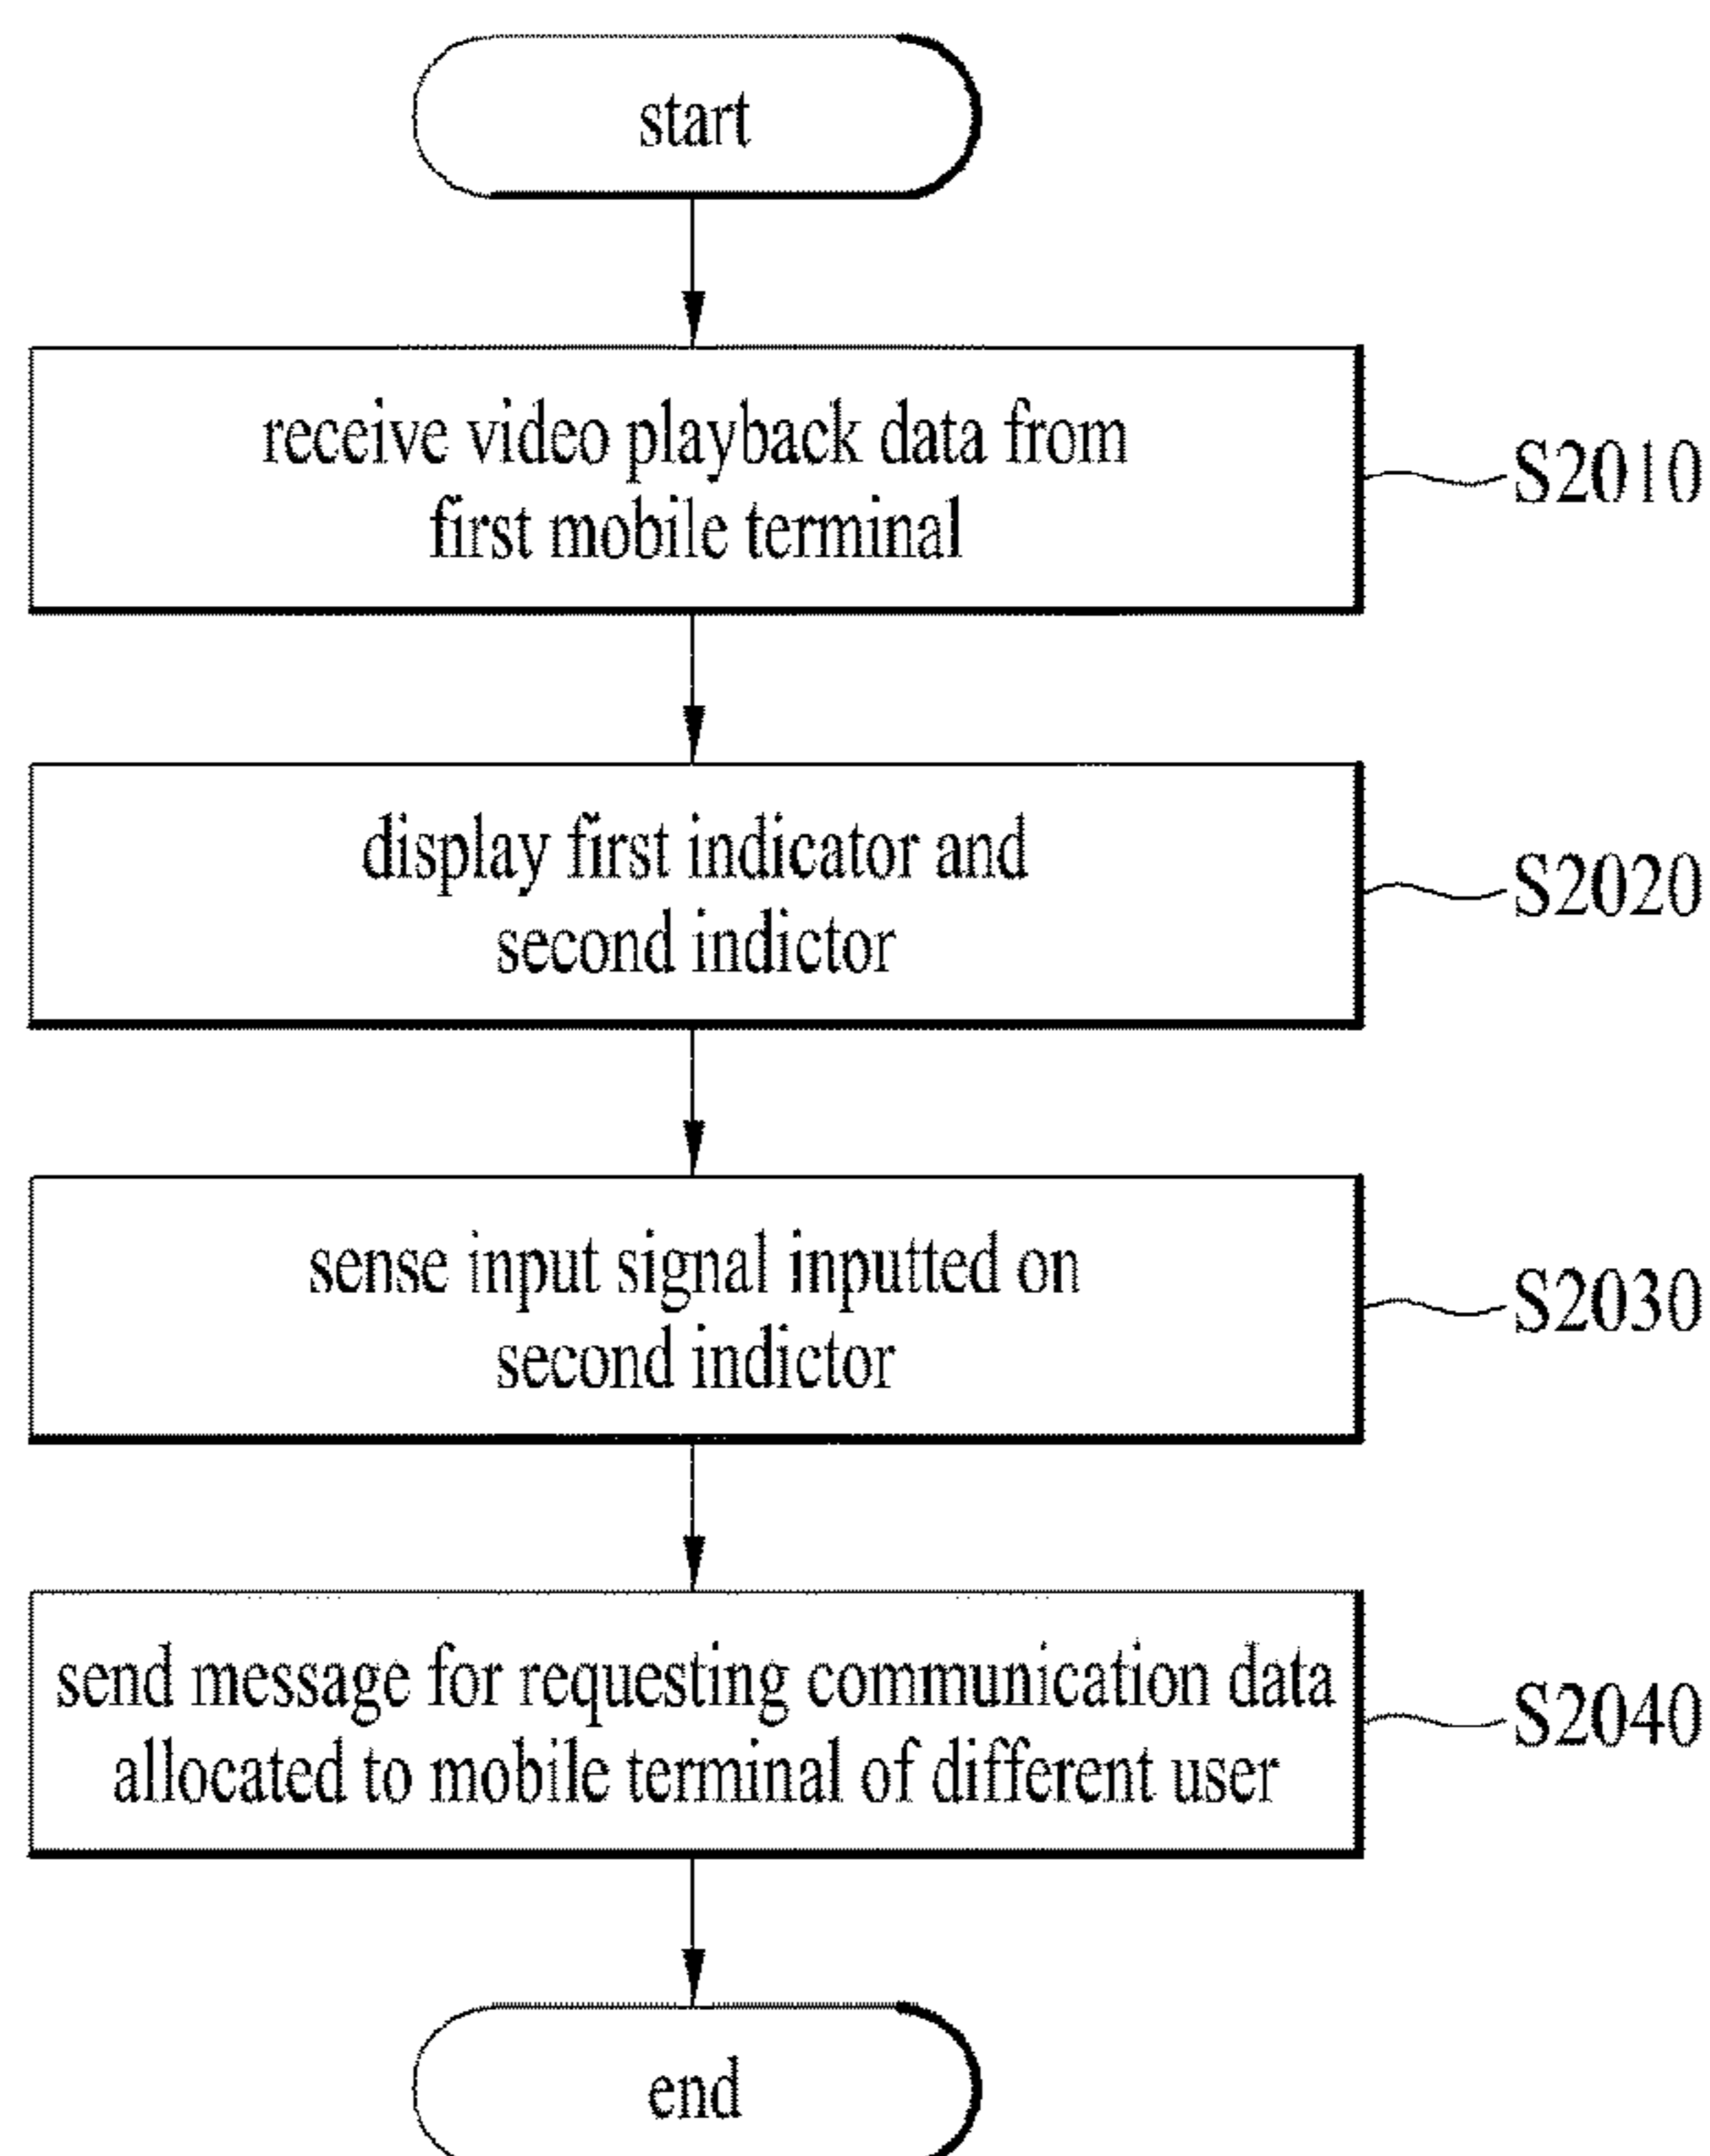 start
receive video playback data from
first mobile terminal
S2010
display first indicator and
second indictor
S2020
sense input signal inputted on
second indictor
S2030
send message for requesting communication data
allocated to mobile terminal of different user
S2040
end